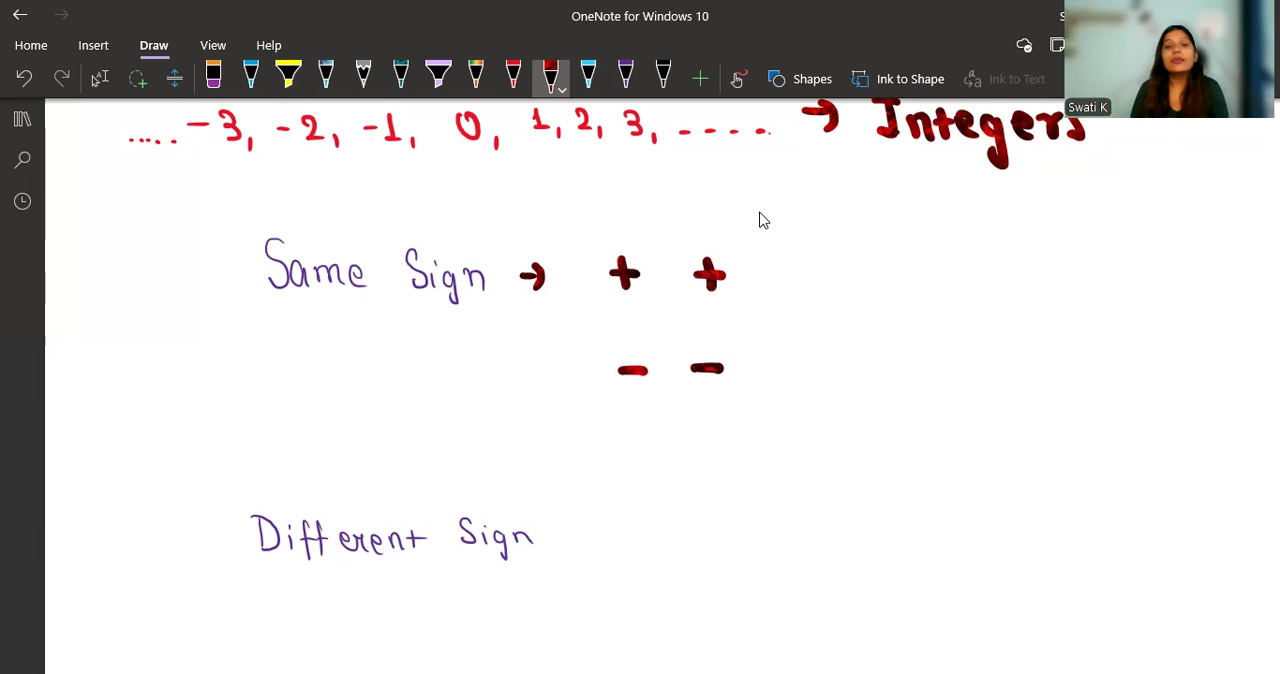 OneNote for Windows 10
Home Insert Draw View Help
Shapes Ink to Shape Ink to Text
Swati K
..... -3, -2, -1, 0, 1, 2, 3, ..... → Integers
Same Sign → + +
- -
Different Sign